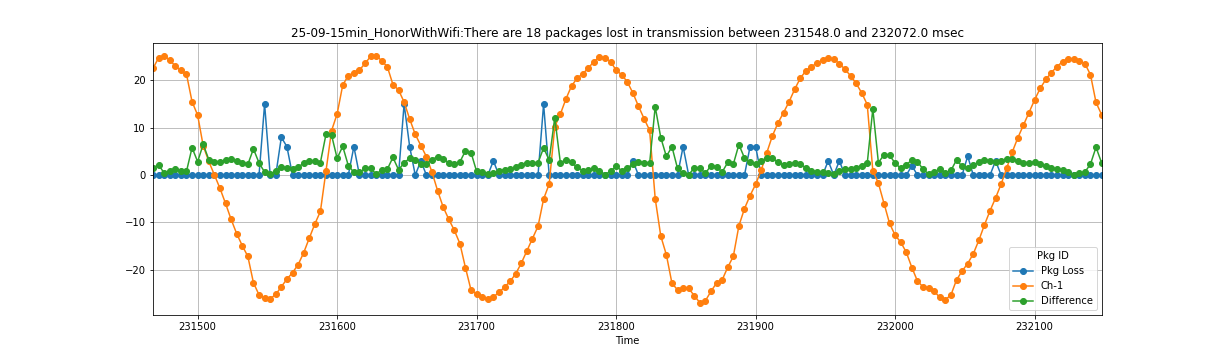 25-09-15min_HonorWithWifi:There are 18 packages lost in transmission between 231548.0 and 232072.0 msec
20
10
0
−10
−20
Pkg ID
Pkg Loss
Ch-1
Difference
231500 231600 231700 231800 231900 232000 232100
Time